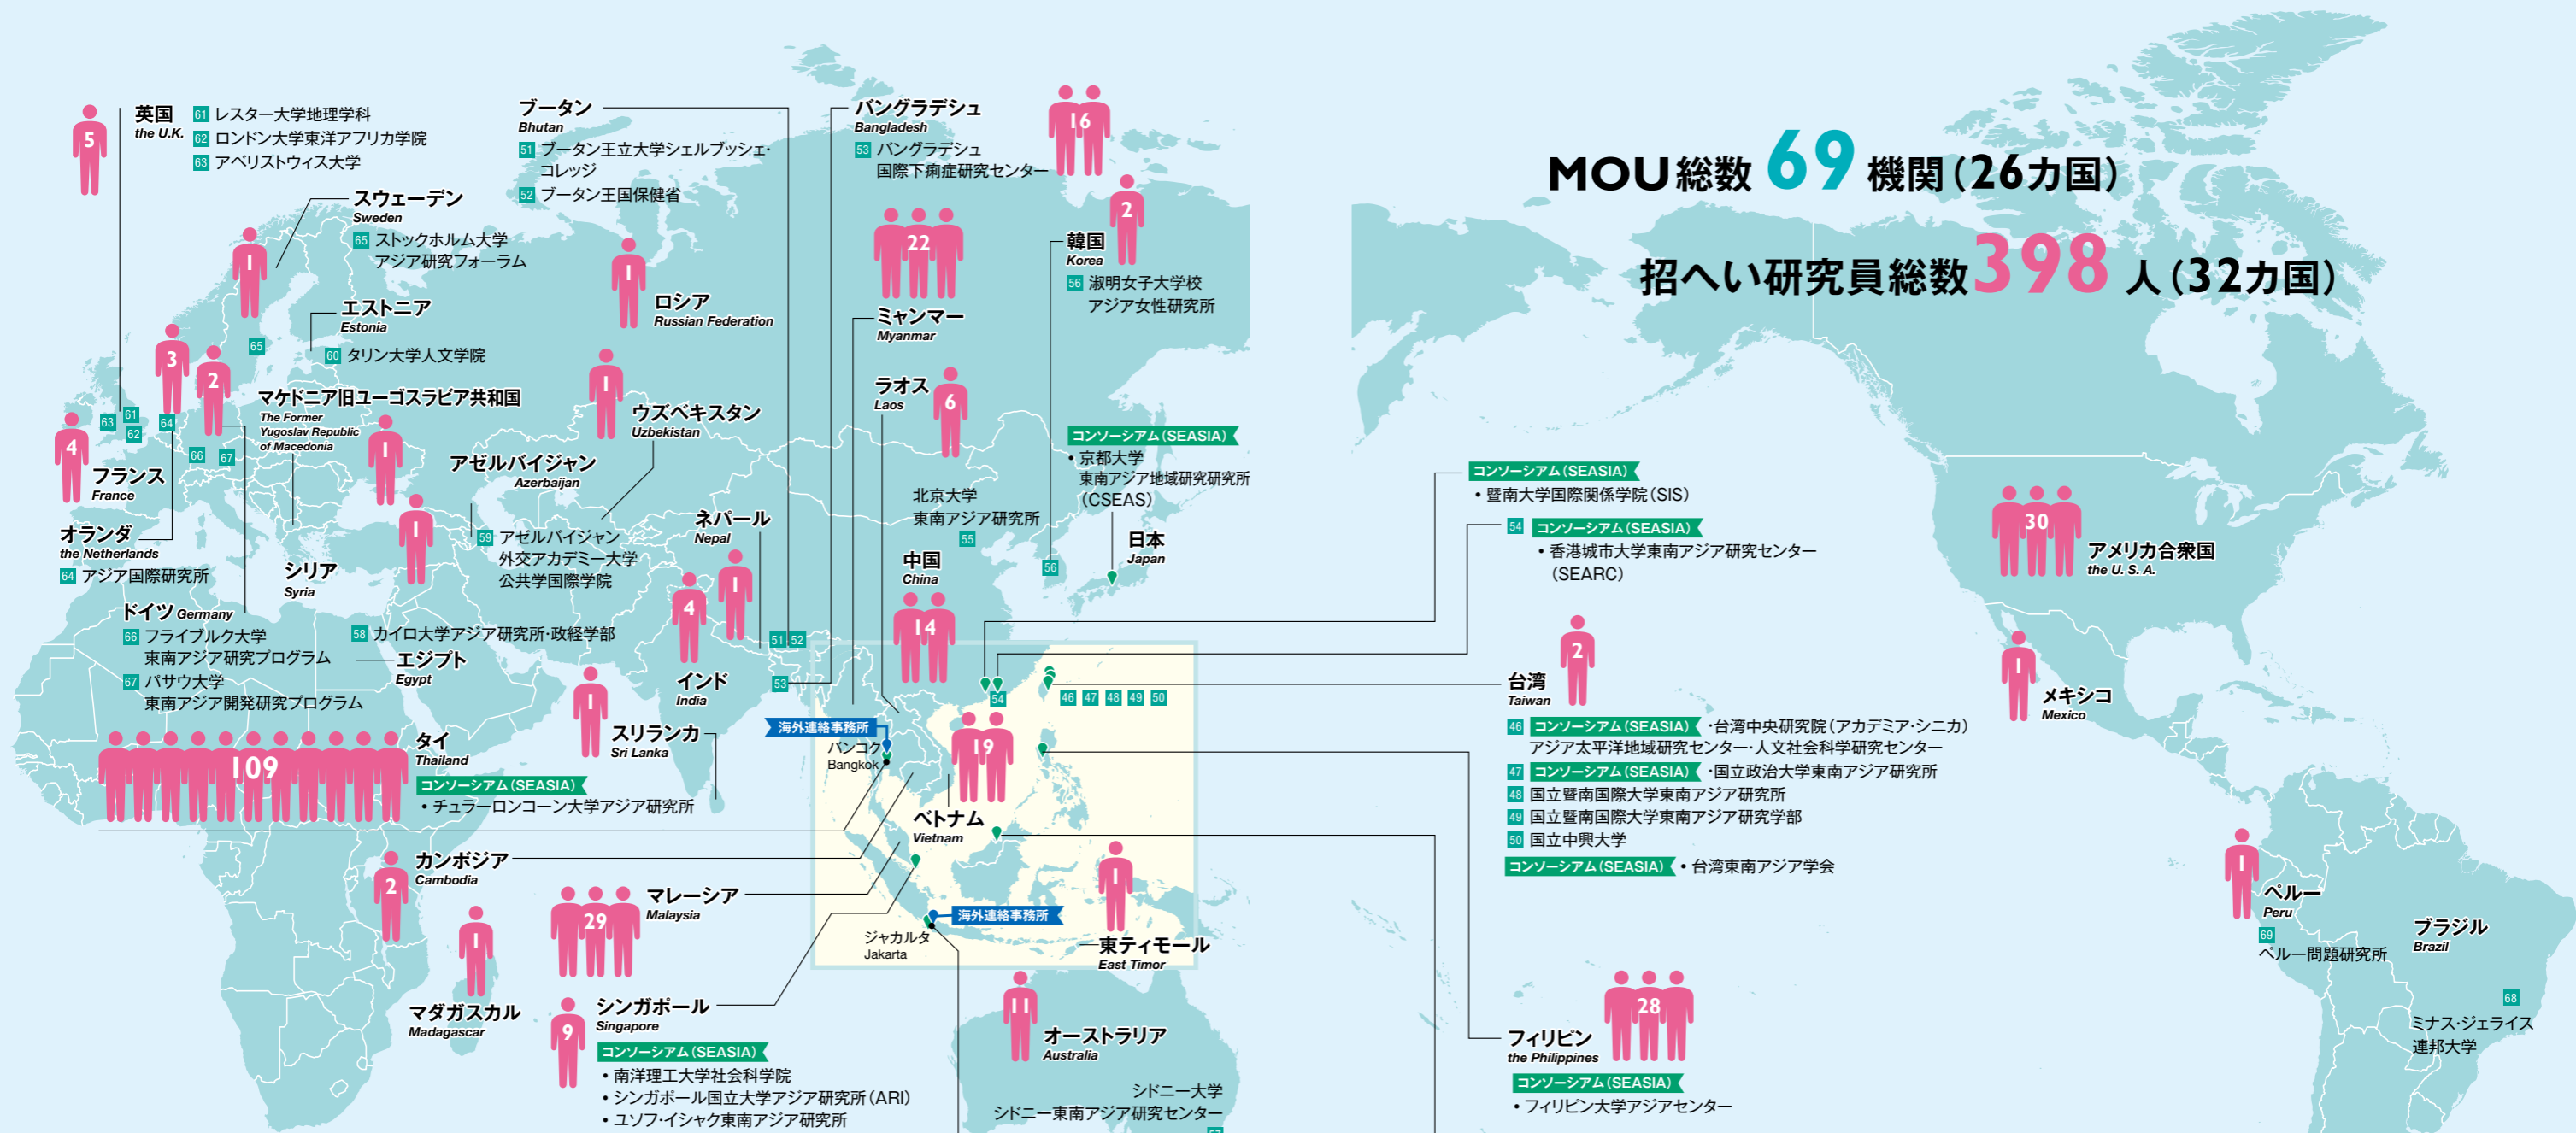 MOU総数 69 機関（26カ国）
招へい研究員総数398 人（32カ国）
5
英国
the U.K.
61 レスター大学地理学科
62 ロンドン大学東洋アフリカ学院
63 アベリストウィス大学
スウェーデン
Sweden
65 ストックホルム大学
アジア研究フォーラム
1
エストニア
Estonia
60 タリン大学人文学院
65
3
2
61
63
62
64
66
67
マケドニア旧ユーゴスラビア共和国
The Former
Yugoslav Republic
of Macedonia
1
4
フランス
France
オランダ
the Netherlands
64 アジア国際研究所
ドイツ Germany
66 フライブルク大学
東南アジア研究プログラム
67 パサウ大学
東南アジア開発研究プログラム
シリア
Syria
1
アゼルバイジャン
Azerbaijan
59 アゼルバイジャン
外交アカデミー大学
公共学国際学院
58 カイロ大学アジア研究所・政経学部
エジプト
Egypt
ブータン
Bhutan
51 ブータン王立大学シェルブッシェ・
コレッジ
52 ブータン王国保健省
1
ロシア
Russian Federation
1
ウズベキスタン
Uzbekistan
ネパール
Nepal
1
4
インド
India
51 52
53
1
スリランカ
Sri Lanka
バングラデシュ
Bangladesh
53 バングラデシュ
国際下痢症研究センター
16
22
ミャンマー
Myanmar
ラオス
Laos
6
2
韓国
Korea
56 淑明女子大学校
アジア女性研究所
コンソーシアム（SEASIA）
• 京都大学
東南アジア地域研究研究所
（CSEAS）
日本
Japan
56
北京大学
東南アジア研究所
55
中国
China
14
54
46 47 48 49 50
海外連絡事務所
バンコク
Bangkok
19
ベトナム
Vietnam
109
タイ
Thailand
コンソーシアム（SEASIA）
• チュラーロンコーン大学アジア研究所
2
カンボジア
Cambodia
29
マレーシア
Malaysia
1
マダガスカル
Madagascar
9
シンガポール
Singapore
コンソーシアム（SEASIA）
• 南洋理工大学社会科学院
• シンガポール国立大学アジア研究所（ARI）
• ユソフ・イシャク東南アジア研究所
海外連絡事務所
ジャカルタ
Jakarta
1
東ティモール
East Timor
11
オーストラリア
Australia
シドニー大学
シドニー東南アジア研究センター
コンソーシアム（SEASIA）
• 暨南大学国際関係学院（SIS）
54 コンソーシアム（SEASIA）
• 香港城市大学東南アジア研究センター
（SEARC）
2
台湾
Taiwan
46 コンソーシアム（SEASIA） ・台湾中央研究院（アカデミア・シニカ）
アジア太平洋地域研究センター・人文社会科学研究センター
47 コンソーシアム（SEASIA） ・国立政治大学東南アジア研究所
48 国立暨南国際大学東南アジア研究所
49 国立暨南国際大学東南アジア研究学部
50 国立中興大学
コンソーシアム（SEASIA） • 台湾東南アジア学会
28
フィリピン
the Philippines
コンソーシアム（SEASIA）
• フィリピン大学アジアセンター
30
アメリカ合衆国
the U. S. A.
1
メキシコ
Mexico
1
ペルー
Peru
69
ペルー問題研究所
ブラジル
Brazil
68
ミナス・ジェライス
連邦大学